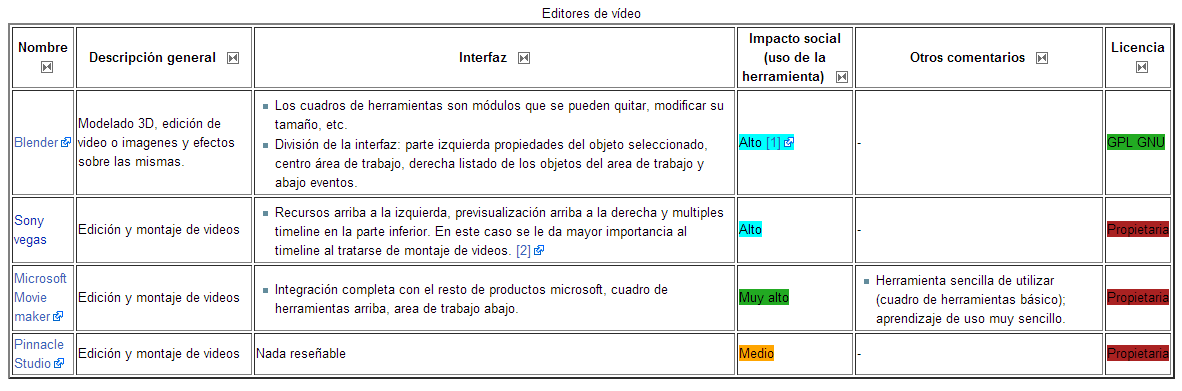 Editores de vídeo
Nombre
Descripción general
Interfaz
Impacto social
(uso de la
herramienta)
Otros comentarios
Licencia
Blender
Modelado 3D, edición de
video o imagenes y efectos
sobre las mismas.
Los cuadros de herramientas son módulos que se pueden quitar, modificar su
tamaño, etc.
División de la interfaz: parte izquierda propiedades del objeto seleccionado,
centro área de trabajo, derecha listado de los objetos del area de trabajo y
abajo eventos.
Alto [1]
-
GPL GNU
Sony
vegas
Edición y montaje de videos
Recursos arriba a la izquierda, previsualización arriba a la derecha y multiples
timeline en la parte inferior. En este caso se le da mayor importancia al
timeline al tratarse de montaje de videos. [2]
Alto
-
Propietaria
Microsoft
Movie
maker
Edición y montaje de videos
Integración completa con el resto de productos microsoft, cuadro de
herramientas arriba, area de trabajo abajo.
Muy alto
Herramienta sencilla de utilizar
(cuadro de herramientas básico);
aprendizaje de uso muy sencillo.
Propietaria
Pinnacle
Studio
Edición y montaje de videos
Nada reseñable
Medio
-
Propietaria